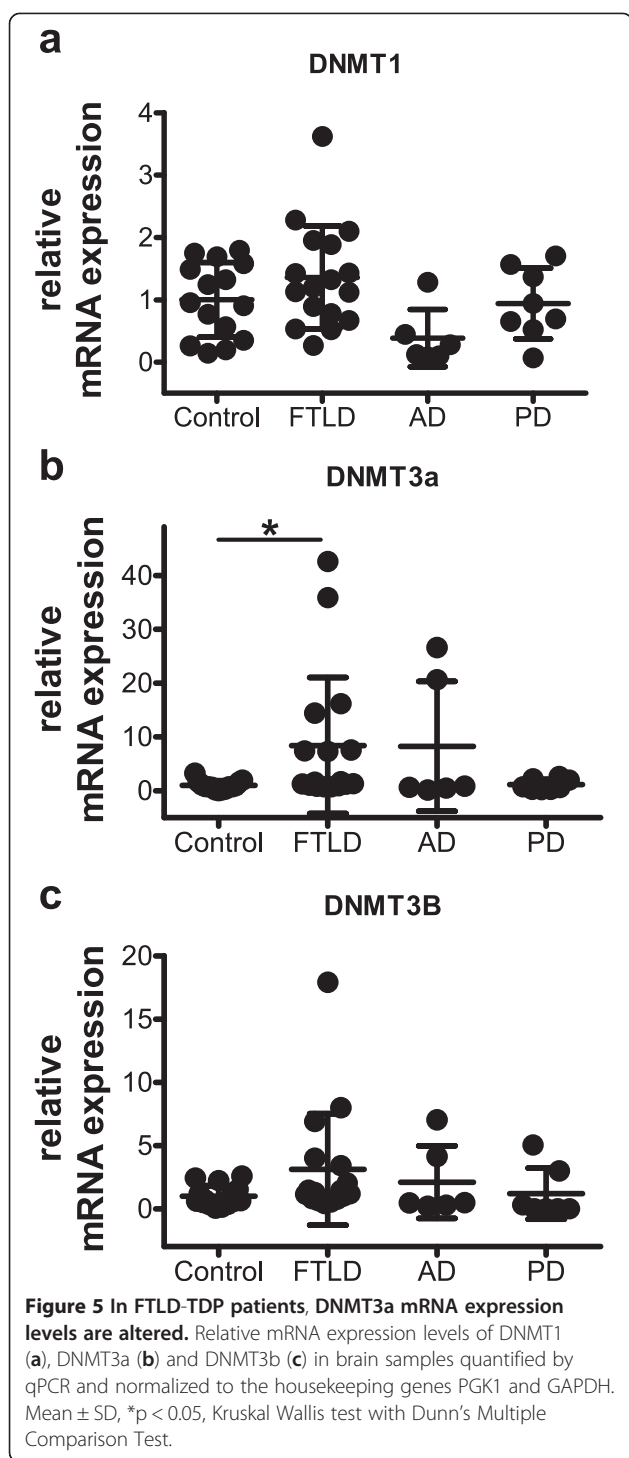 a
DNMT1
relative
mRNA expression
4
3
2
1
0
Control FTLD AD PD
b
DNMT3a
*
relative
mRNA expression
40
30
20
10
0
Control FTLD AD PD
c
DNMT3B
relative
mRNA expression
20
15
10
5
0
Control FTLD AD PD
Figure 5 In FTLD-TDP patients, DNMT3a mRNA expression
levels are altered. Relative mRNA expression levels of DNMT1
(a), DNMT3a (b) and DNMT3b (c) in brain samples quantified by
qPCR and normalized to the housekeeping genes PGK1 and GAPDH.
Mean ± SD, *p < 0.05, Kruskal Wallis test with Dunn’s Multiple
Comparison Test.